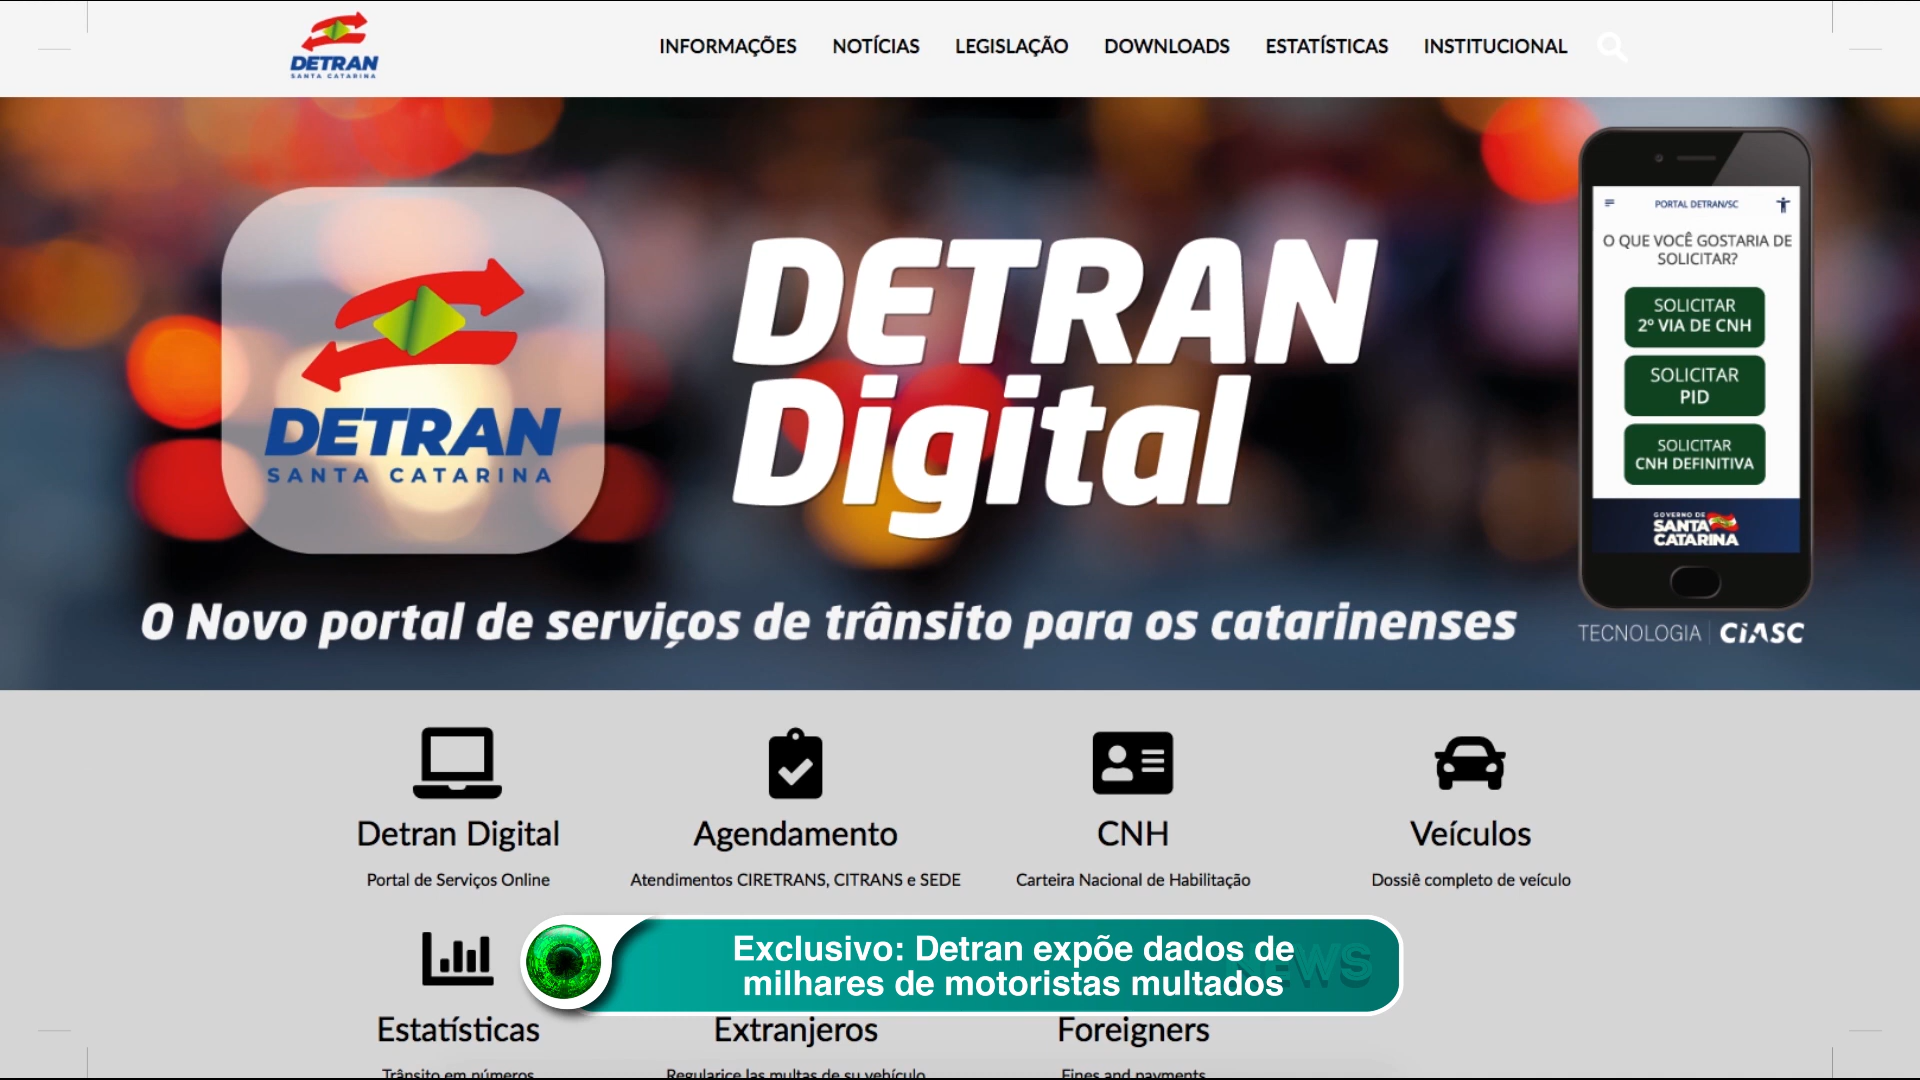 DETRAN
SANTA CATARINA
INFORMAÇÕES NOTÍCIAS LEGISLAÇÃO DOWNLOADS ESTATÍSTICAS INSTITUCIONAL
DETRAN
SANTA CATARINA
DETRAN
Digital
O Novo portal de serviços de trânsito para os catarinenses
PORTAL DETRAN/SC
O QUE VOCÊ GOSTARIA DE
SOLICITAR?
SOLICITAR
2º VIA DE CNH
SOLICITAR
PID
SOLICITAR
CNH DEFINITIVA
GOVERNO DE
SANTA
CATARINA
TECNOLOGIA CiASC
Detran Digital
Portal de Serviços Online
Agendamento
Atendimentos CIRETRANS, CITRANS e SEDE
CNH
Carteira Nacional de Habilitação
Veículos
Dossiê completo de veículo
Exclusivo: Detran expõe dados de
milhares de motoristas multados
NEWS
Estatísticas
Trânsito em números
Extranjeros
Regularice las multas de su vehículo
Foreigners
Fines and payments